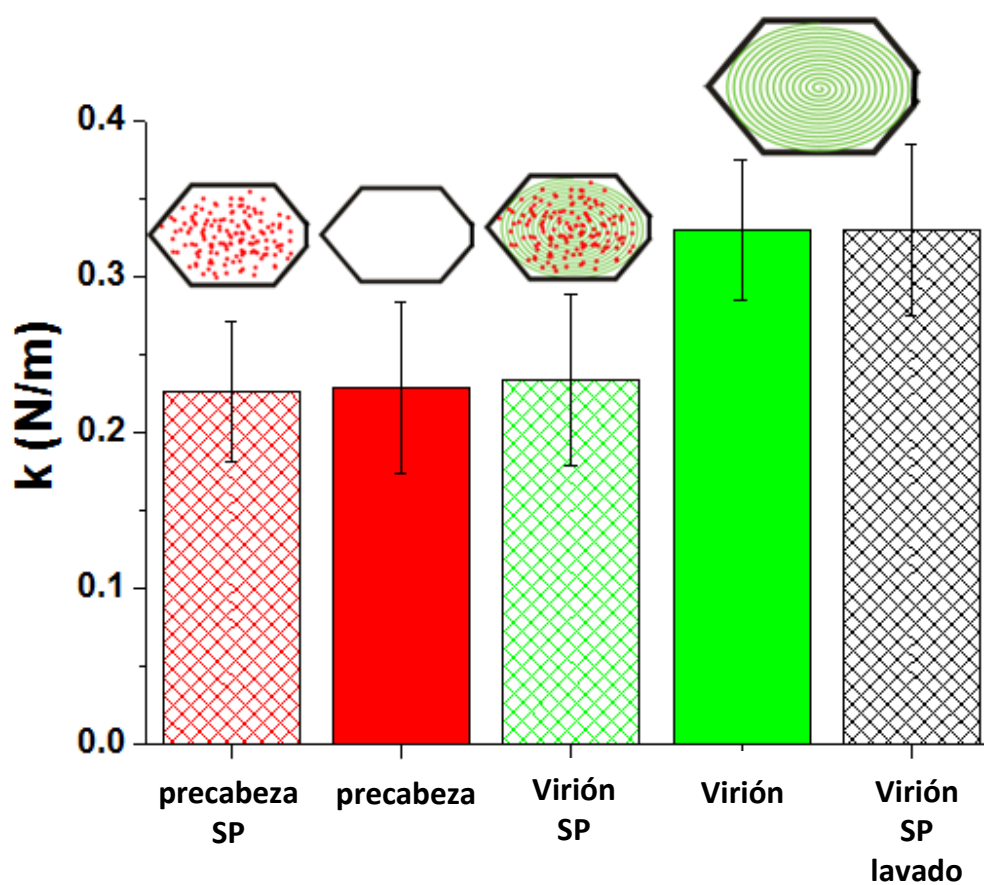 0.4
0.3
0.2
0.1
0.0
k (N/m)
precabeza
SP
precabeza
Virión
SP
Virión
Virión
SP
lavado